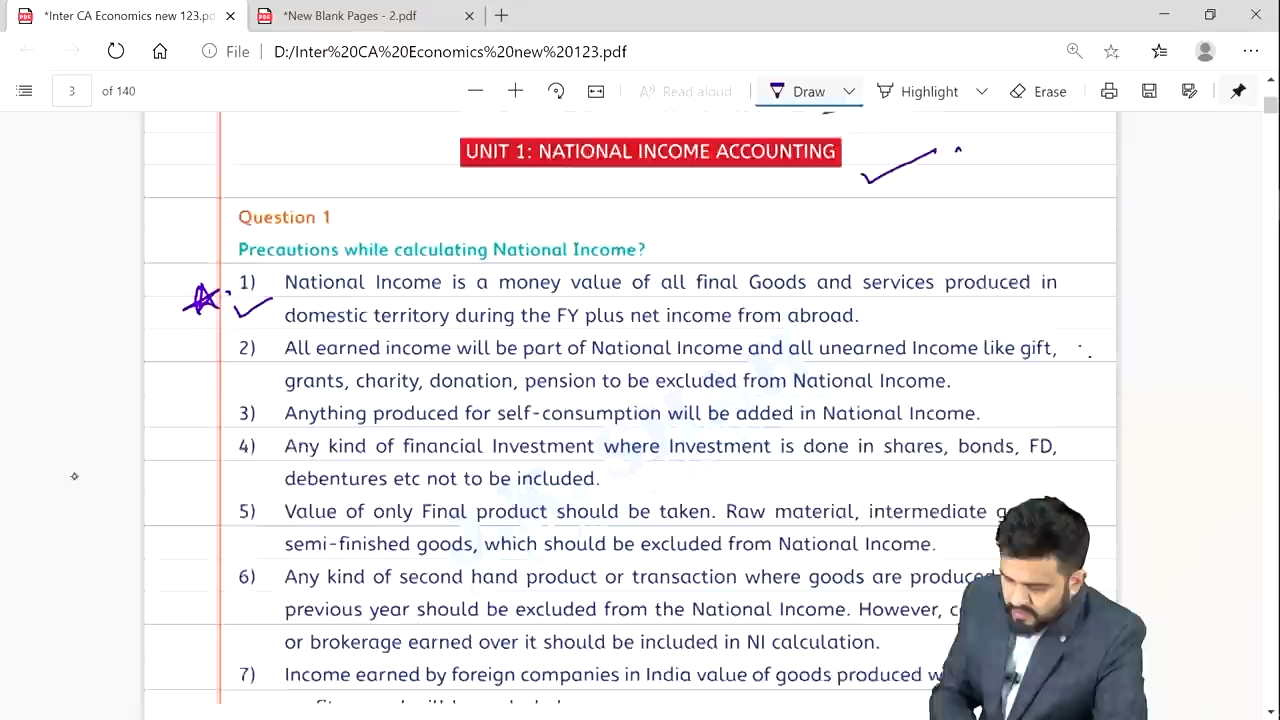 *Inter CA Economics new 123.pd
*New Blank Pages - 2.pdf
File D:/Inter%20CA%20Economics%20new%20123.pdf
3 of 140 Read aloud Draw Highlight Erase
UNIT 1: NATIONAL INCOME ACCOUNTING
Question 1
Precautions while calculating National Income?
1) National Income is a money value of all final Goods and services produced in
domestic territory during the FY plus net income from abroad.
2) All earned income will be part of National Income and all unearned Income like gift,
grants, charity, donation, pension to be excluded from National Income.
3) Anything produced for self-consumption will be added in National Income.
4) Any kind of financial Investment where Investment is done in shares, bonds, FD,
debentures etc not to be included.
5) Value of only Final product should be taken. Raw material, intermediate
semi-finished goods, which should be excluded from National Income.
6) Any kind of second hand product or transaction where goods are produced
previous year should be excluded from the National Income. However,
or brokerage earned over it should be included in NI calculation.
7) Income earned by foreign companies in India value of goods produced